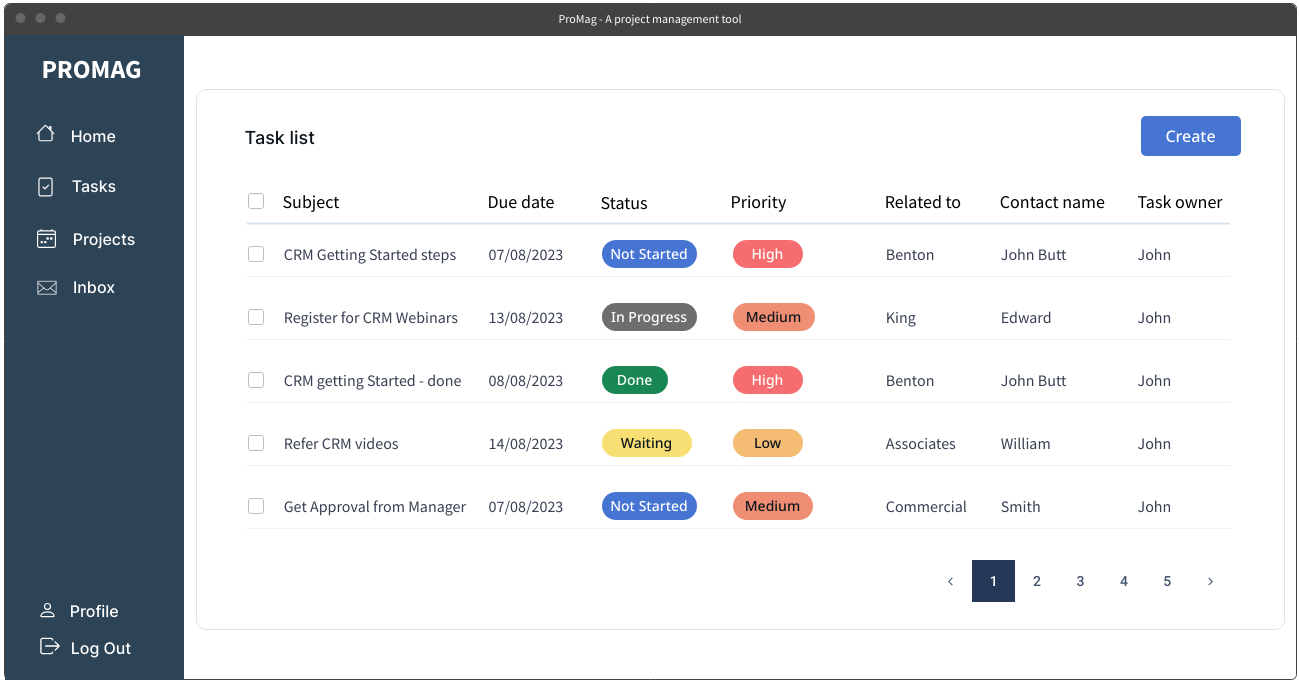 ProMag - A project management tool
PROMAG
Home
Tasks
Projects
Inbox
Profile
Log Out
Task list
Create
Subject Due date Status Priority Related to Contact name Task owner
CRM Getting Started steps 07/08/2023 Not Started High Benton John Butt John
Register for CRM Webinars 13/08/2023 In Progress Medium King Edward John
CRM getting Started - done 08/08/2023 Done High Benton John Butt John
Refer CRM videos 14/08/2023 Waiting Low Associates William John
Get Approval from Manager 07/08/2023 Not Started Medium Commercial Smith John
‹ 1 2 3 4 5 ›